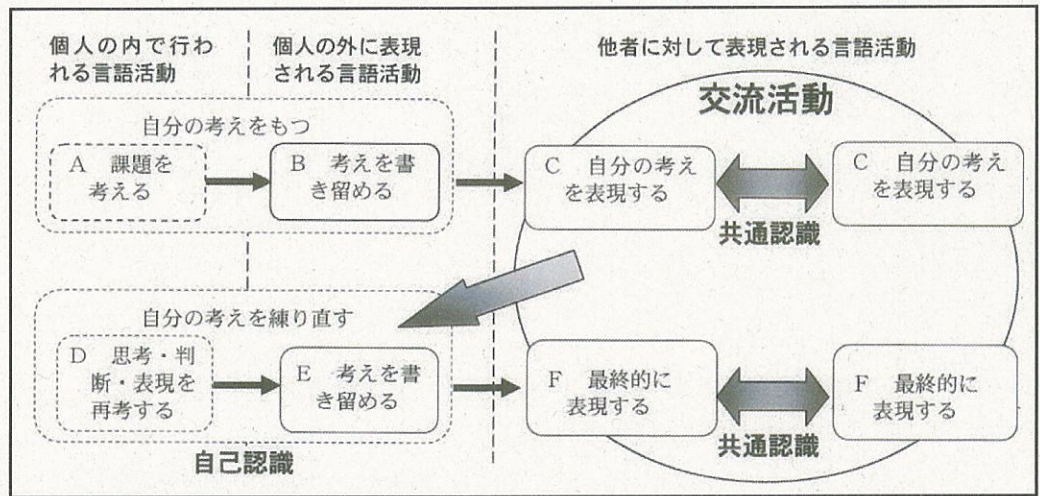 個人の内で行わ
れる言語活動
個人の外に表現
される言語活動
他者に対して表現される言語活動
交流活動
自分の考えをもつ
A 課題を
考える
B 考えを書
き留める
C 自分の考え
を表現する
C 自分の考え
を表現する
共通認識
自分の考えを練り直す
D 思考・判
断・表現を
再考する
E 考えを書
き留める
F 最終的に
表現する
F 最終的に
表現する
共通認識
自己認識